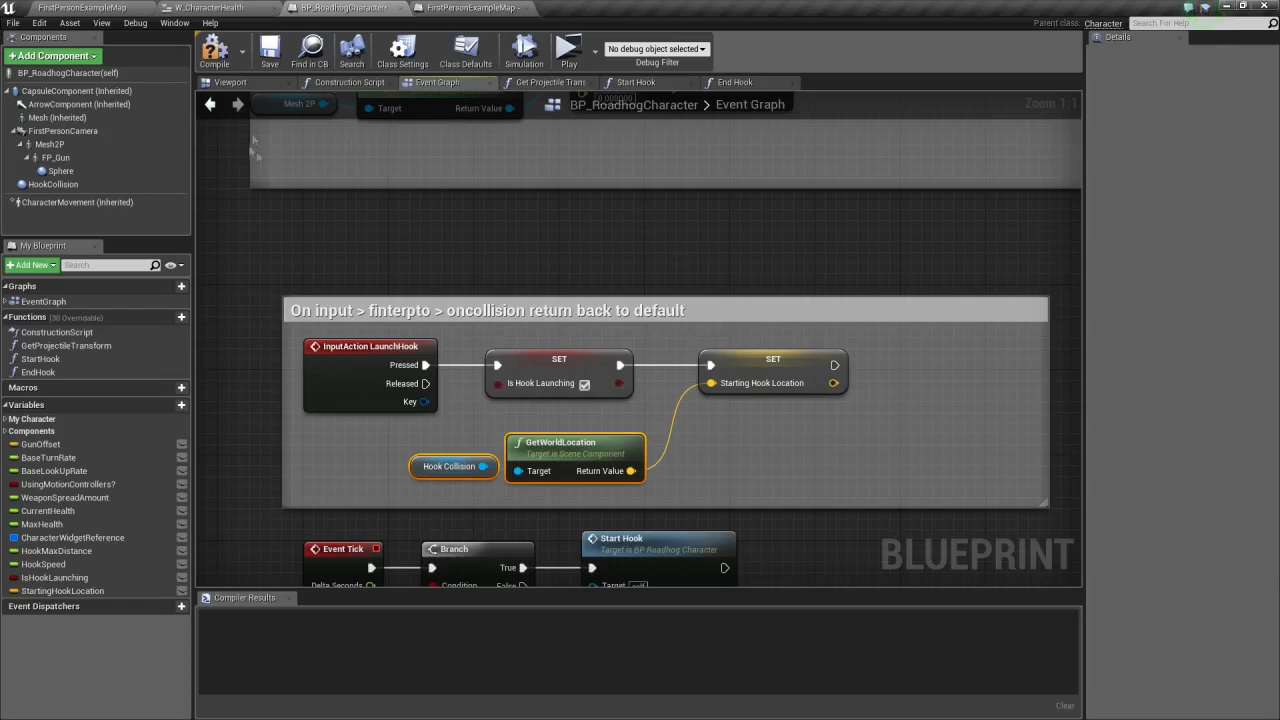 FirstPersonExampleMap
W_CharacterHealth
BP_RoadhogCharacter*
FirstPersonExampleMap -
File Edit Asset View Debug Window Help
Parent class: Character
Search For Help
Components
+Add Component
BP_RoadhogCharacter(self)
CapsuleComponent (Inherited)
ArrowComponent (Inherited)
Mesh (Inherited)
FirstPersonCamera
Mesh2P
FP_Gun
Sphere
HookCollision
CharacterMovement (Inherited)
Compile Save Find in CB Search Class Settings Class Defaults Simulation Play
No debug object selected
Debug Filter
Viewport Construction Script Event Graph Get Projectile Trans Start Hook End Hook
BP_RoadhogCharacter > Event Graph
Zoom 1:1
Mesh 2P
Target Return Value
0.000000
On input > finterpto > oncollision return back to default
InputAction LaunchHook
Pressed
Released
Key
SET
Is Hook Launching
SET
Starting Hook Location
Hook Collision
GetWorldLocation
Target is Scene Component
Target Return Value
Event Tick
Delta Seconds
Branch
True
Condition False
Start Hook
Target is BP Roadhog Character
Target self
BLUEPRINT
My Blueprint
+Add New
Search
Graphs
EventGraph
Functions (30 Overridable)
ConstructionScript
GetProjectileTransform
StartHook
EndHook
Macros
Variables
My Character
Components
GunOffset
BaseTurnRate
BaseLookUpRate
UsingMotionControllers?
WeaponSpreadAmount
CurrentHealth
MaxHealth
CharacterWidgetReference
HookMaxDistance
HookSpeed
IsHookLaunching
StartingHookLocation
Event Dispatchers
Compiler Results
Clear
Details